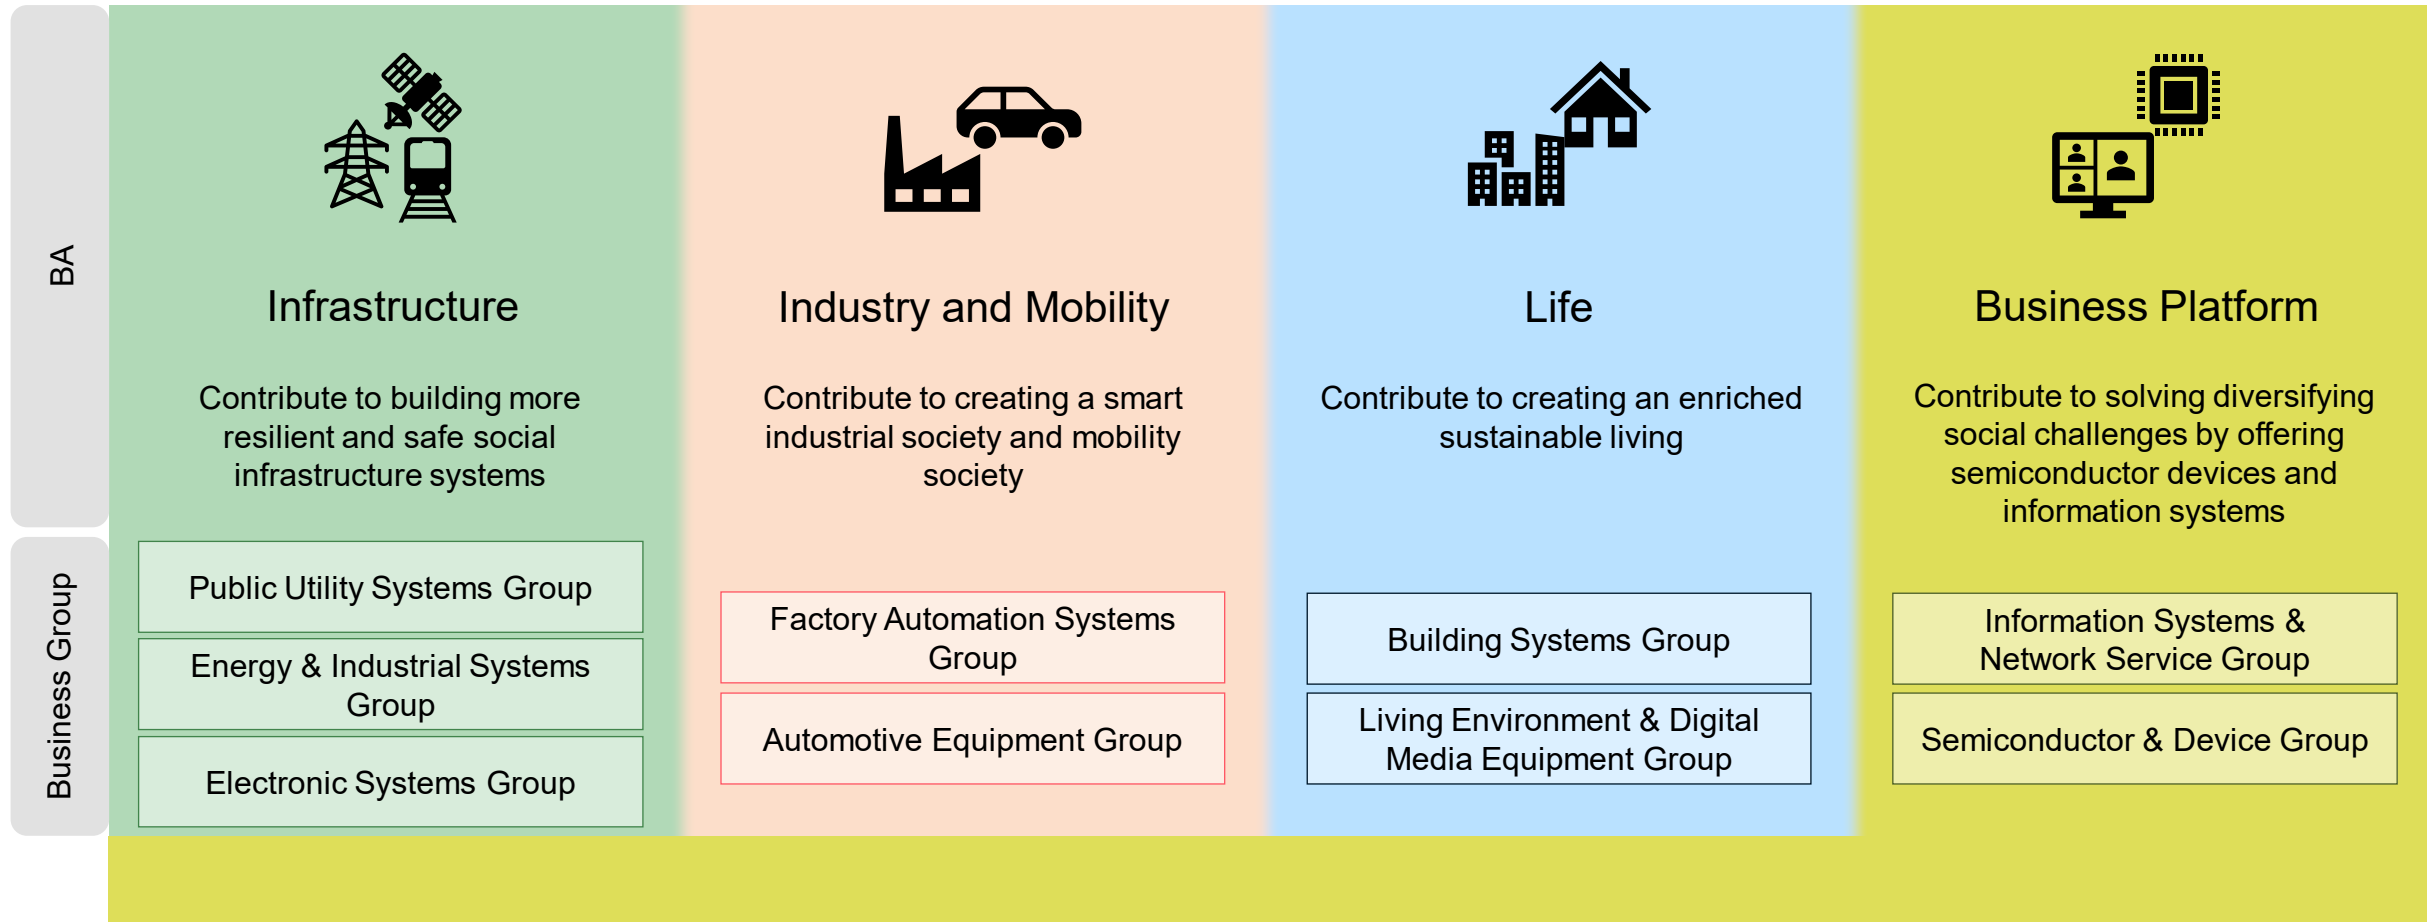 BA
Infrastructure
Contribute to building more
resilient and safe social
infrastructure systems
Industry and Mobility
Contribute to creating a smart
industrial society and mobility
society
Life
Contribute to creating an enriched
sustainable living
Business Platform
Contribute to solving diversifying
social challenges by offering
semiconductor devices and
information systems
Business Group
Public Utility Systems Group
Energy & Industrial Systems
Group
Electronic Systems Group
Factory Automation Systems
Group
Automotive Equipment Group
Building Systems Group
Living Environment & Digital
Media Equipment Group
Information Systems &
Network Service Group
Semiconductor & Device Group